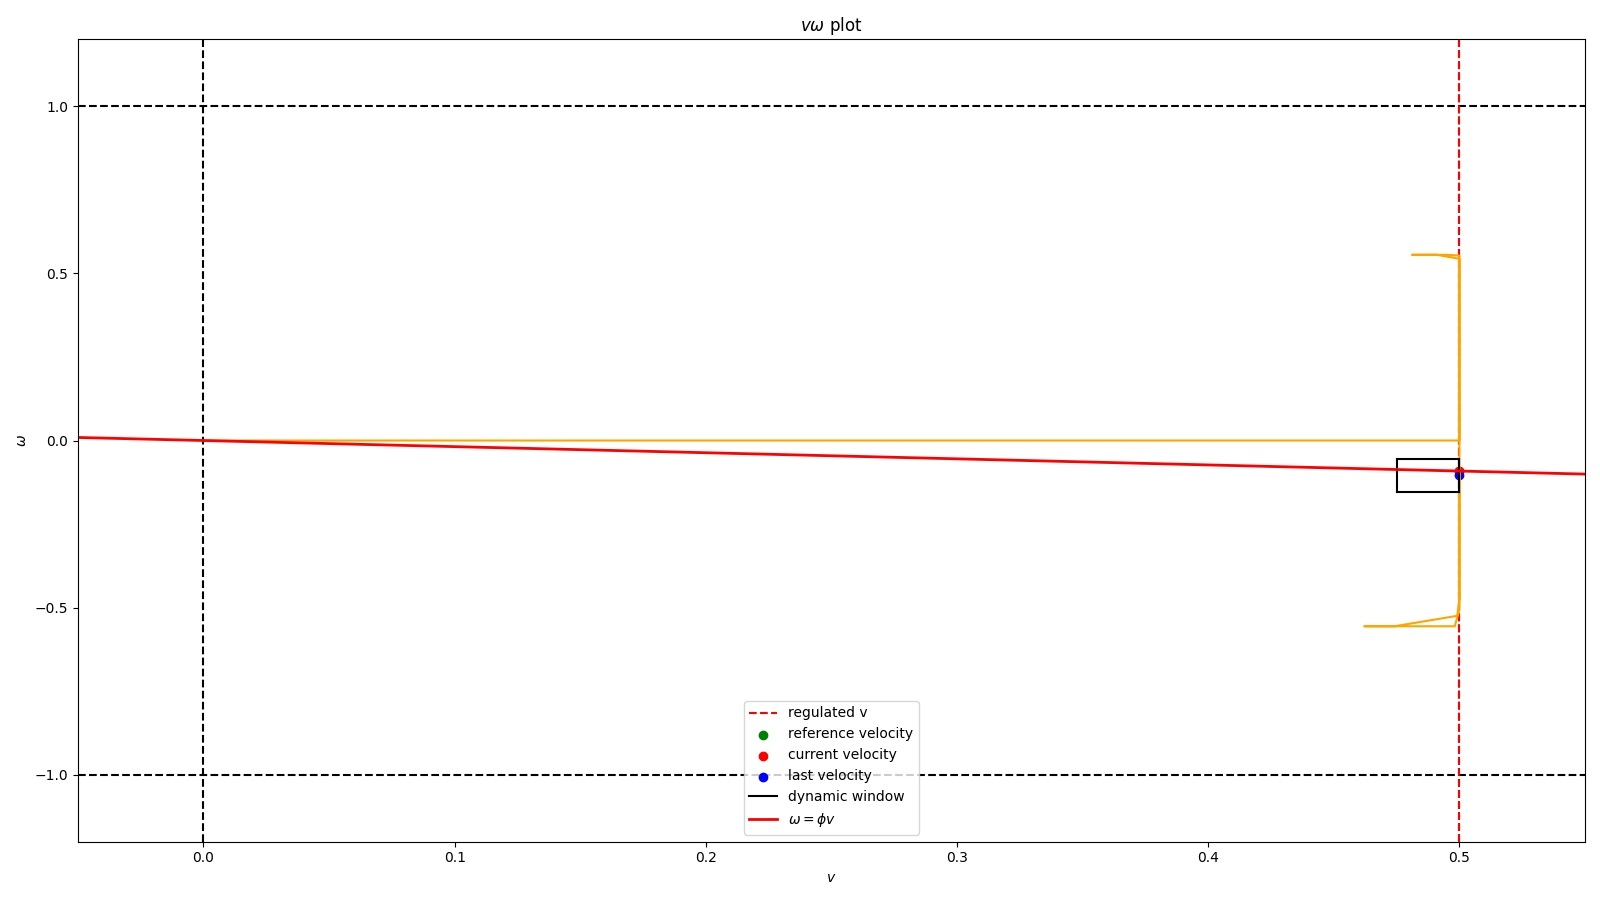 vω plot
1.0
0.5
0.0
−0.5
−1.0
ω
regulated v
reference velocity
current velocity
last velocity
dynamic window
ω = ϕv
0.0 0.1 0.2 0.3 0.4 0.5
v